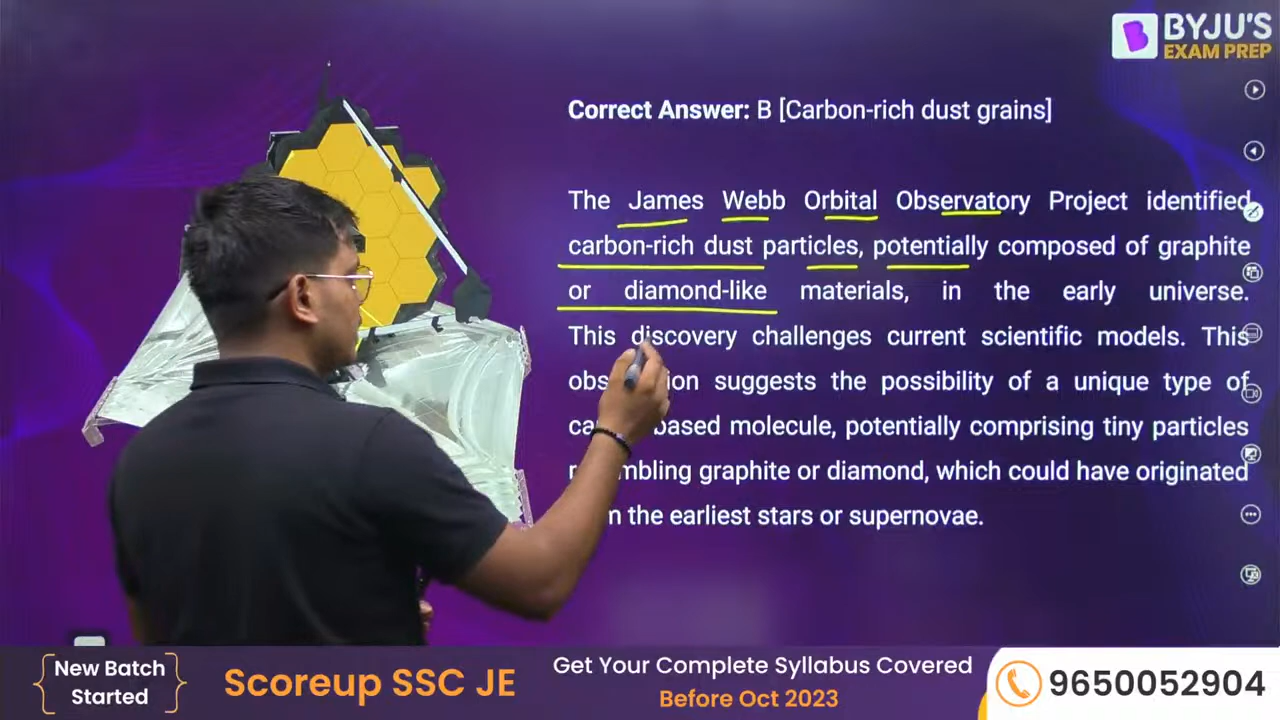 BYJU'S
EXAM PREP
Correct Answer: B [Carbon-rich dust grains]
The James Webb Orbital Observatory Project identified
carbon-rich dust particles, potentially composed of graphite
or diamond-like materials, in the early universe.
This discovery challenges current scientific models. This
suggests the possibility of a unique type of
based molecule, potentially comprising tiny particles
graphite or diamond, which could have originated
the earliest stars or supernovae.
New Batch
Started
Scoreup SSC JE
Get Your Complete Syllabus Covered
Before Oct 2023
9650052904